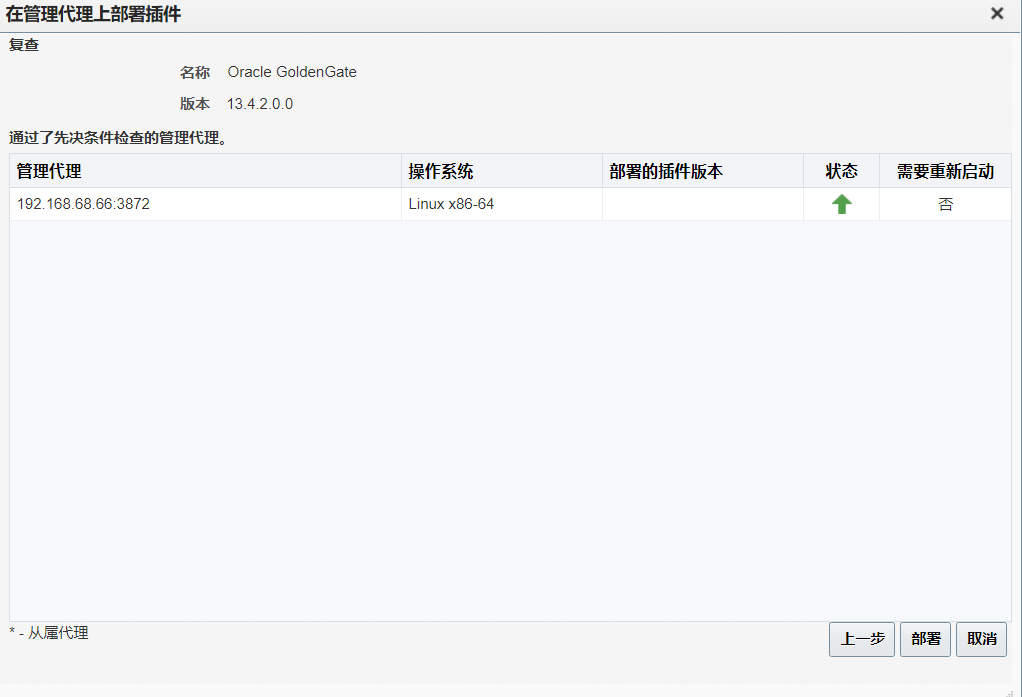 在管理代理上部署插件
复查
名称 Oracle GoldenGate
版本 13.4.2.0.0
通过了先决条件检查的管理代理。
管理代理 操作系统 部署的插件版本 状态 需要重新启动
192.168.68.66:3872 Linux x86-64 否
* - 从属代理
上一步 部署 取消